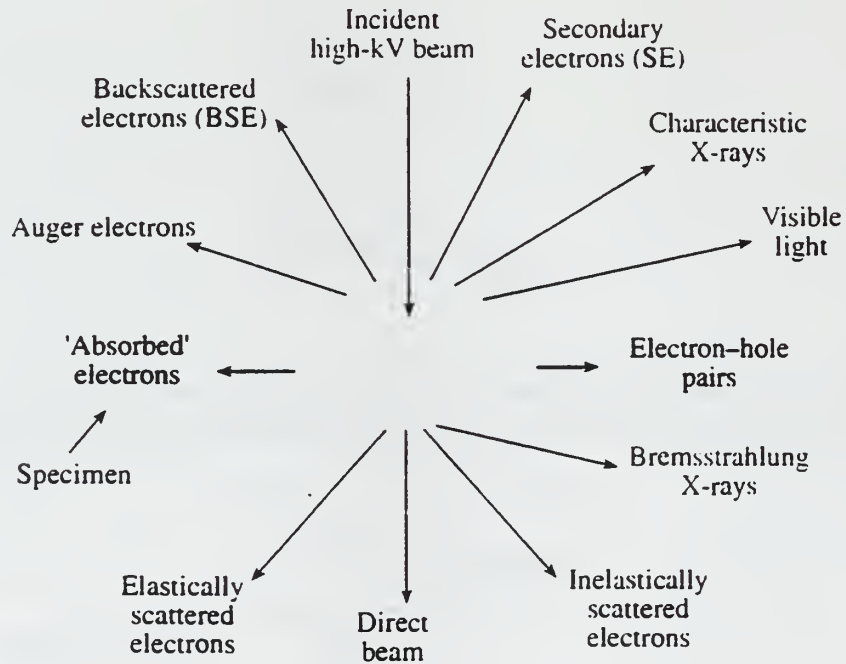 Incident
high-kV beam
Secondary
electrons (SE)
Backscattered
electrons (BSE)
Characteristic
X-rays
Auger electrons
Visible
light
'Absorbed'
electrons
Electron–hole
pairs
Specimen
Bremsstrahlung
X-rays
Elastically
scattered
electrons
Direct
beam
Inelastically
scattered
electrons